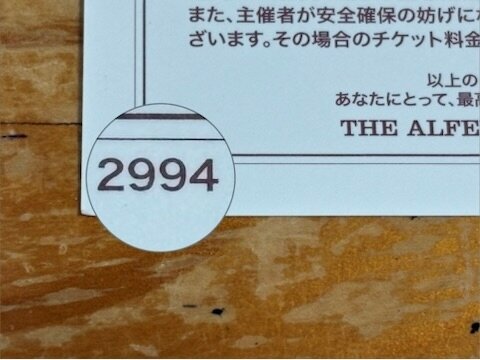 また、主催者が安全確保の妨げに
ざいます。その場合のチケット料金
以上の
あなたにとって、最高
THE ALFE
2994